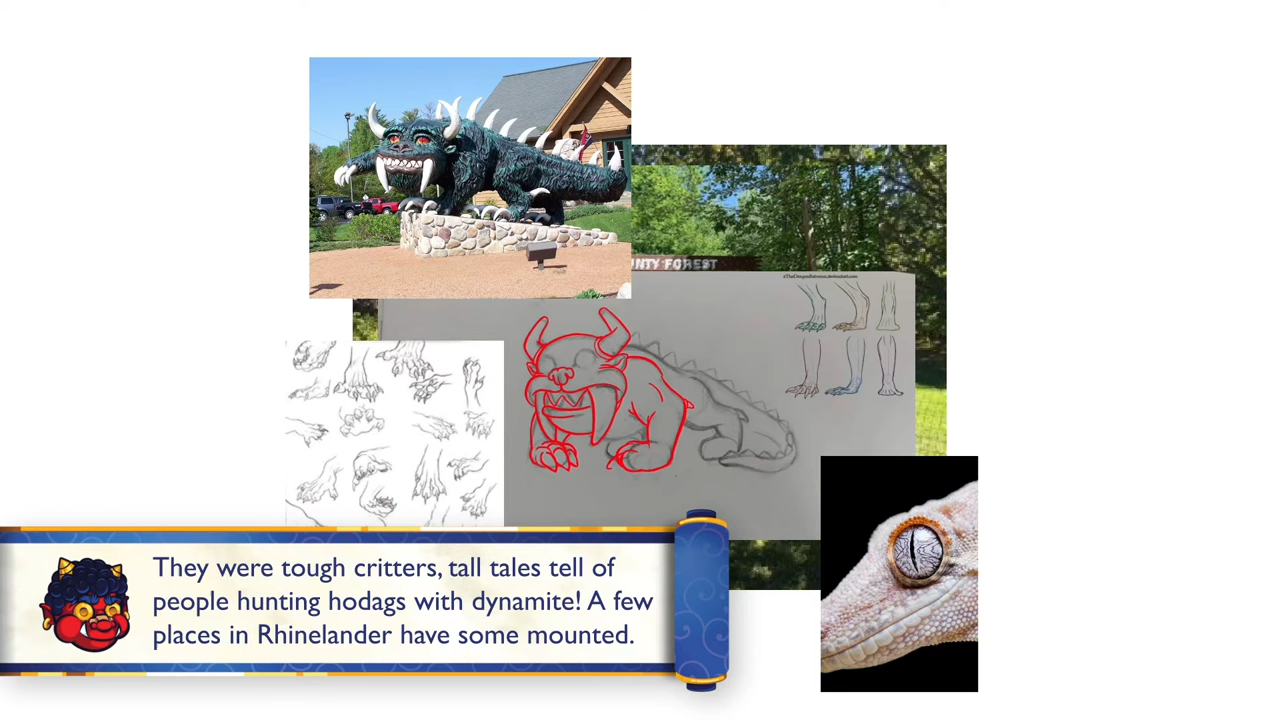 UNTY FOREST
They were tough critters, tall tales tell of
people hunting hodags with dynamite! A few
places in Rhinelander have some mounted.